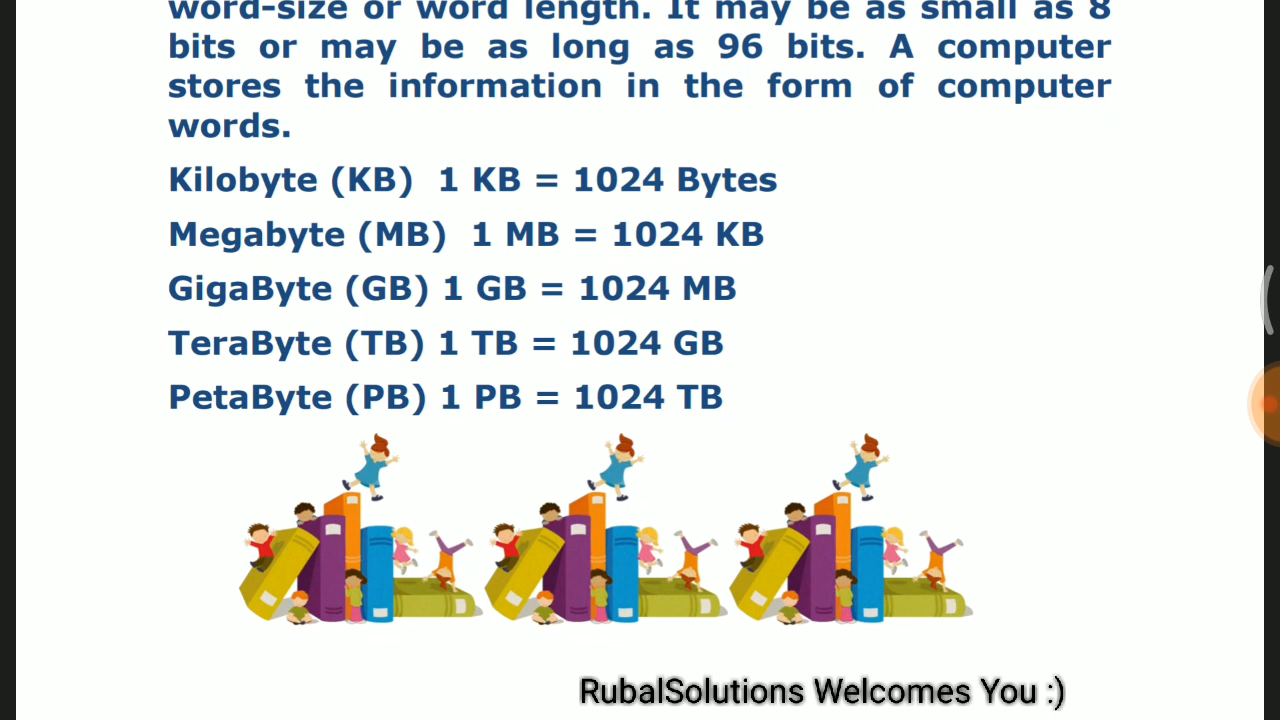 word-size or word length. It may be as small as 8
bits or may be as long as 96 bits. A computer
stores the information in the form of computer
words.
Kilobyte (KB)  1 KB = 1024 Bytes
Megabyte (MB)  1 MB = 1024 KB
GigaByte (GB) 1 GB = 1024 MB
TeraByte (TB) 1 TB = 1024 GB
PetaByte (PB) 1 PB = 1024 TB
RubalSolutions Welcomes You :)